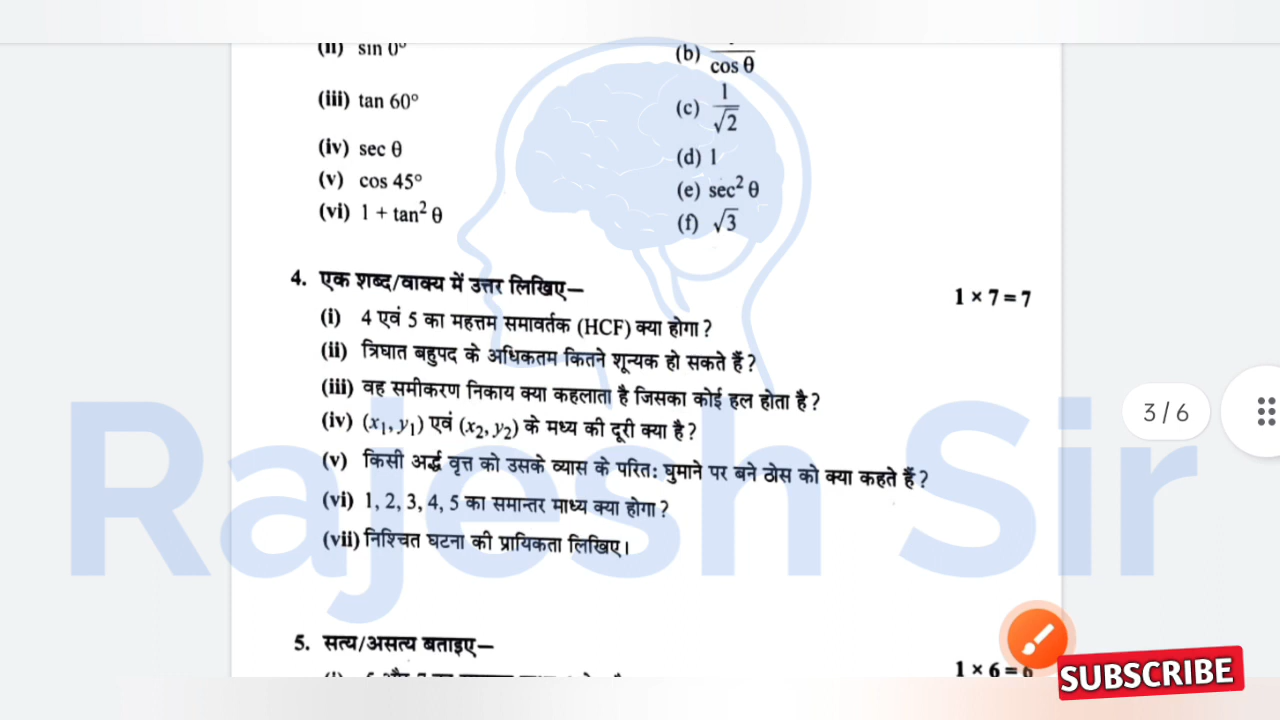 (ii) sin 0°
(b) cos θ
(iii) tan 60°
(c) 1/√2
(iv) sec θ
(d) 1
(v) cos 45°
(e) sec² θ
(vi) 1 + tan² θ
(f) √3
4. एक शब्द/वाक्य में उत्तर लिखिए—
1 × 7 = 7
(i) 4 एवं 5 का महत्तम समावर्तक (HCF) क्या होगा ?
(ii) त्रिघात बहुपद के अधिकतम कितने शून्यक हो सकते हैं ?
(iii) वह समीकरण निकाय क्या कहलाता है जिसका कोई हल होता है ?
(iv) (x₁, y₁) एवं (x₂, y₂) के मध्य की दूरी क्या है ?
(v) किसी अर्द्ध वृत्त को उसके व्यास के परितः घुमाने पर बने ठोस को क्या कहते हैं ?
(vi) 1, 2, 3, 4, 5 का समान्तर माध्य क्या होगा ?
(vii) निश्चित घटना की प्रायिकता लिखिए।
3 / 6
Rajesh Sir
5. सत्य/असत्य बताइए—
1 × 6 = 6
SUBSCRIBE